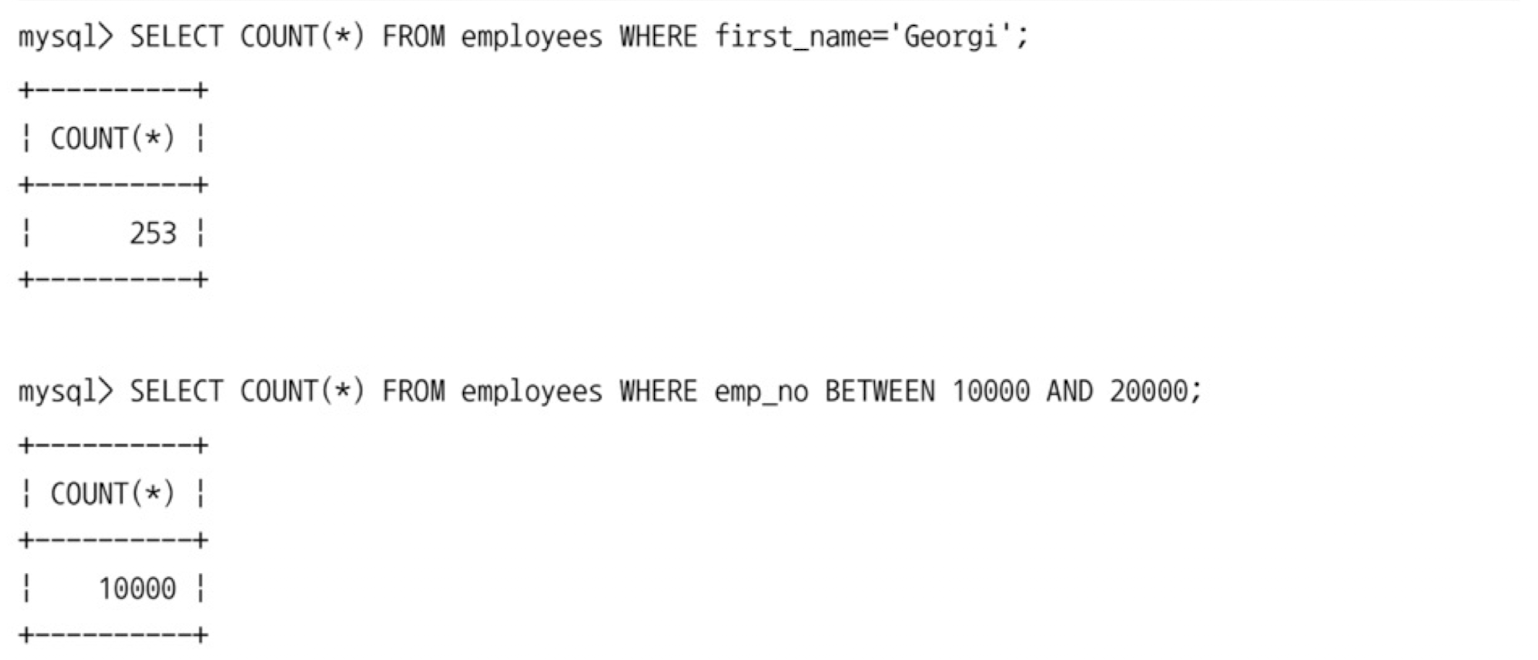 mysql> SELECT COUNT(*) FROM employees WHERE first_name='Georgi';
+----------+
¦ COUNT(*) ¦
+----------+
¦      253 ¦
+----------+
mysql> SELECT COUNT(*) FROM employees WHERE emp_no BETWEEN 10000 AND 20000;
+----------+
¦ COUNT(*) ¦
+----------+
¦    10000 ¦
+----------+